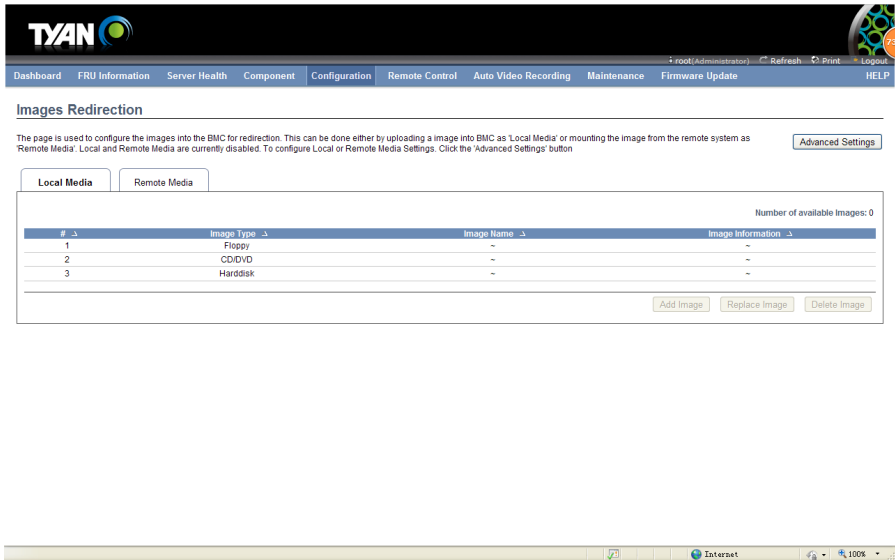 TYAN
73
root(Administrator) Refresh Print Logout
Dashboard FRU Information Server Health Component Configuration Remote Control Auto Video Recording Maintenance Firmware Update HELP
Images Redirection
The page is used to configure the images into the BMC for redirection. This can be done either by uploading a image into BMC as 'Local Media' or mounting the image from the remote system as
'Remote Media'. Local and Remote Media are currently disabled. To configure Local or Remote Media Settings. Click the 'Advanced Settings' button
Advanced Settings
Local Media Remote Media
Number of available Images: 0
# Image Type Image Name Image Information
1 Floppy ~ ~
2 CD/DVD ~ ~
3 Harddisk ~ ~
Add Image Replace Image Delete Image
Internet 100%